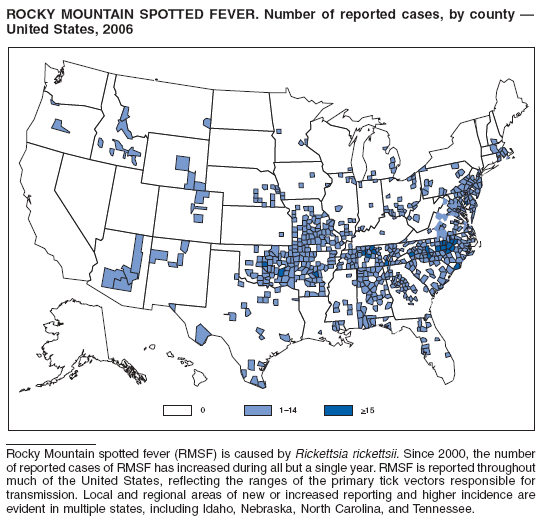 ROCKY MOUNTAIN SPOTTED FEVER. Number of reported cases, by county —
United States, 2006
0 1–14 ≥15
Rocky Mountain spotted fever (RMSF) is caused by Rickettsia rickettsii. Since 2000, the number
of reported cases of RMSF has increased during all but a single year. RMSF is reported throughout
much of the United States, reflecting the ranges of the primary tick vectors responsible for
transmission. Local and regional areas of new or increased reporting and higher incidence are
evident in multiple states, including Idaho, Nebraska, North Carolina, and Tennessee.